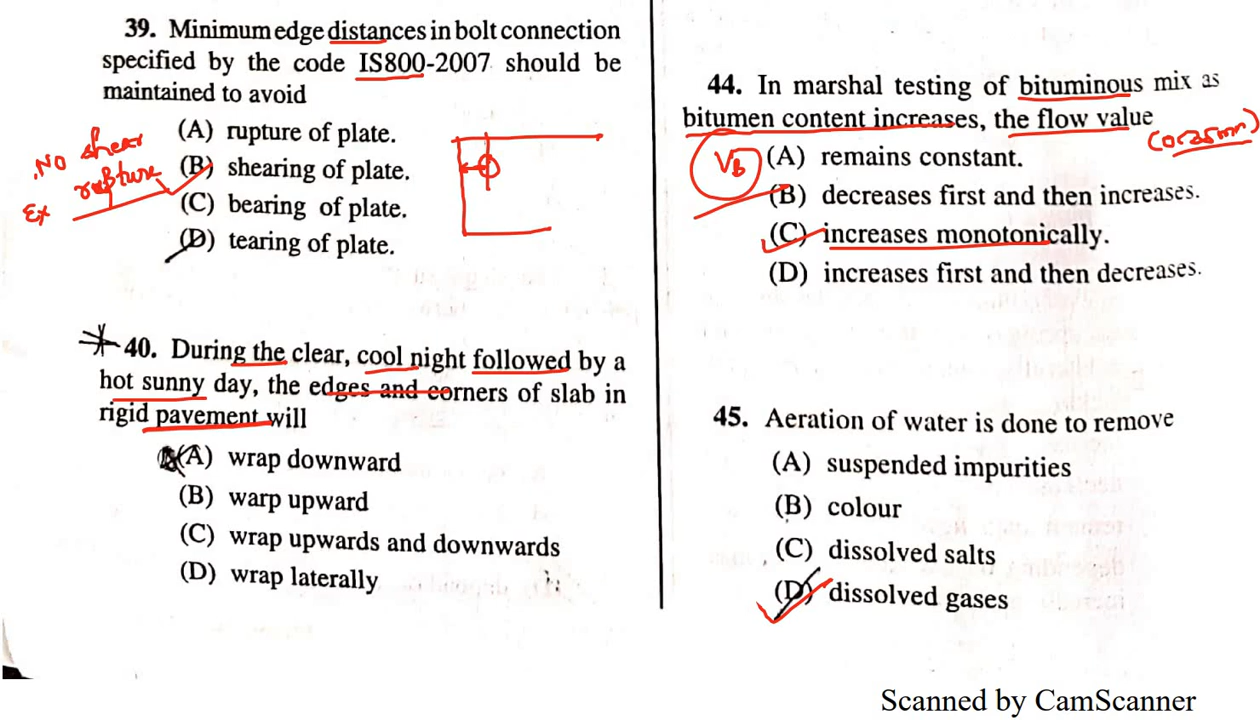 39. Minimum edge distances in bolt connection
specified by the code IS800-2007 should be
maintained to avoid
(A) rupture of plate.
(B) shearing of plate.
(C) bearing of plate.
(D) tearing of plate.
No shear
rupture
Ex
40. During the clear, cool night followed by a
hot sunny day, the edges and corners of slab in
rigid pavement will
(A) wrap downward
(B) warp upward
(C) wrap upwards and downwards
(D) wrap laterally
44. In marshal testing of bituminous mix as
bitumen content increases, the flow value
(0.25mm)
VB
(A) remains constant.
(B) decreases first and then increases.
(C) increases monotonically.
(D) increases first and then decreases.
45. Aeration of water is done to remove
(A) suspended impurities
(B) colour
(C) dissolved salts
(D) dissolved gases
Scanned by CamScanner